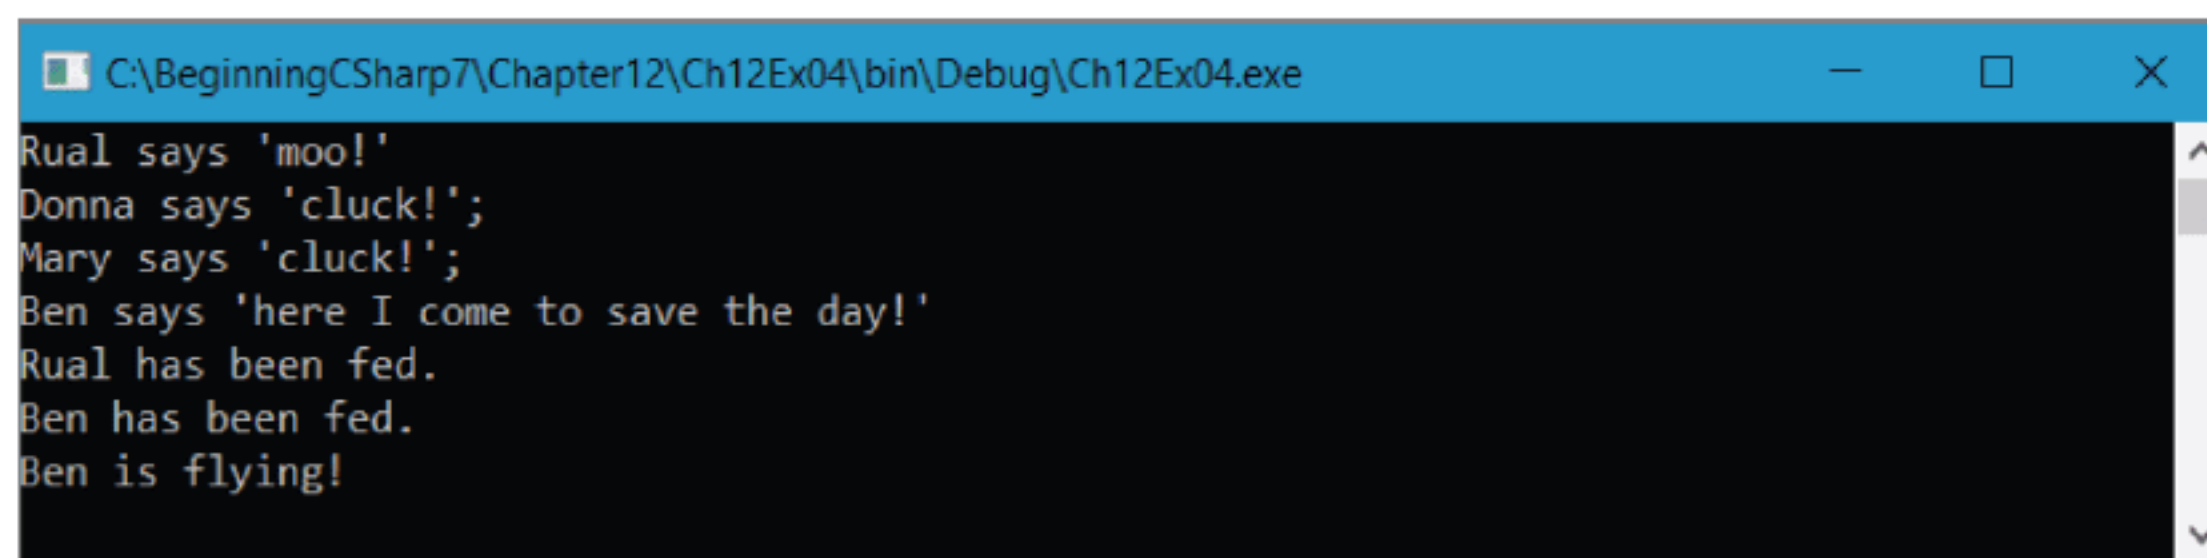 C:\BeginningCSharp7\Chapter12\Ch12Ex04\bin\Debug\Ch12Ex04.exe
Rual says 'moo!'
Donna says 'cluck!';
Mary says 'cluck!';
Ben says 'here I come to save the day!'
Rual has been fed.
Ben has been fed.
Ben is flying!